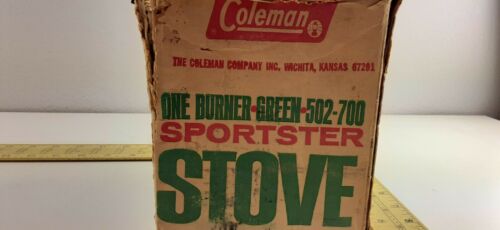 Coleman
THE COLEMAN COMPANY INC. WICHITA, KANSAS 67201
ONE BURNER•GREEN•502-700
SPORTSTER
STOVE